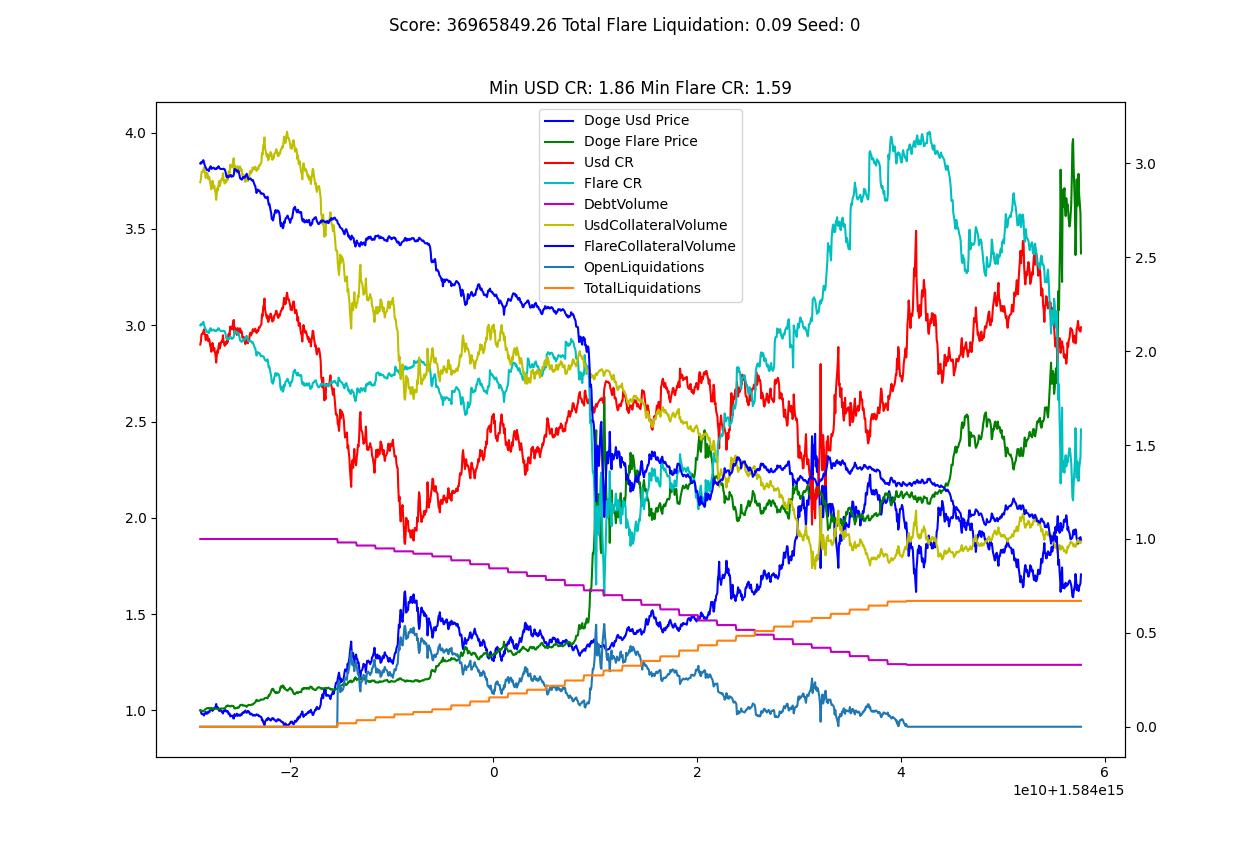 Score: 36965849.26 Total Flare Liquidation: 0.09 Seed: 0
Min USD CR: 1.86 Min Flare CR: 1.59
Doge Usd Price
Doge Flare Price
Usd CR
Flare CR
DebtVolume
UsdCollateralVolume
FlareCollateralVolume
OpenLiquidations
TotalLiquidations
4.0
3.5
3.0
2.5
2.0
1.5
1.0
3.0
2.5
2.0
1.5
1.0
0.5
0.0
−2 0 2 4 6
1e10+1.584e15